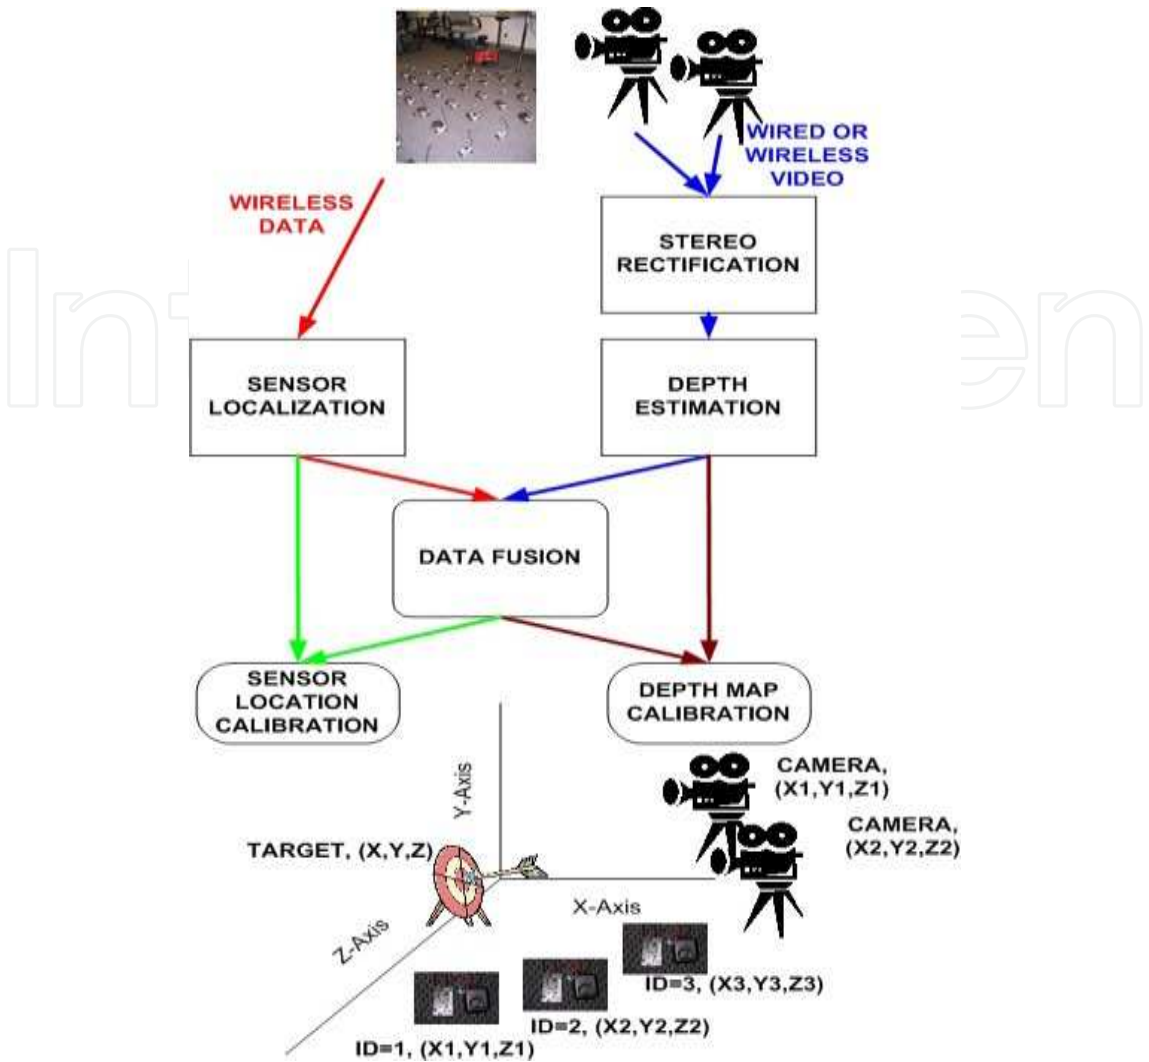 WIRED OR
WIRELESS
VIDEO
WIRELESS
DATA
STEREO
RECTIFICATION
SENSOR
LOCALIZATION
DEPTH
ESTIMATION
DATA FUSION
SENSOR
LOCATION
CALIBRATION
DEPTH MAP
CALIBRATION
Y-Axis
CAMERA,
(X1,Y1,Z1)
CAMERA,
(X2,Y2,Z2)
TARGET, (X,Y,Z)
X-Axis
Z-Axis
ID=3, (X3,Y3,Z3)
ID=2, (X2,Y2,Z2)
ID=1, (X1,Y1,Z1)